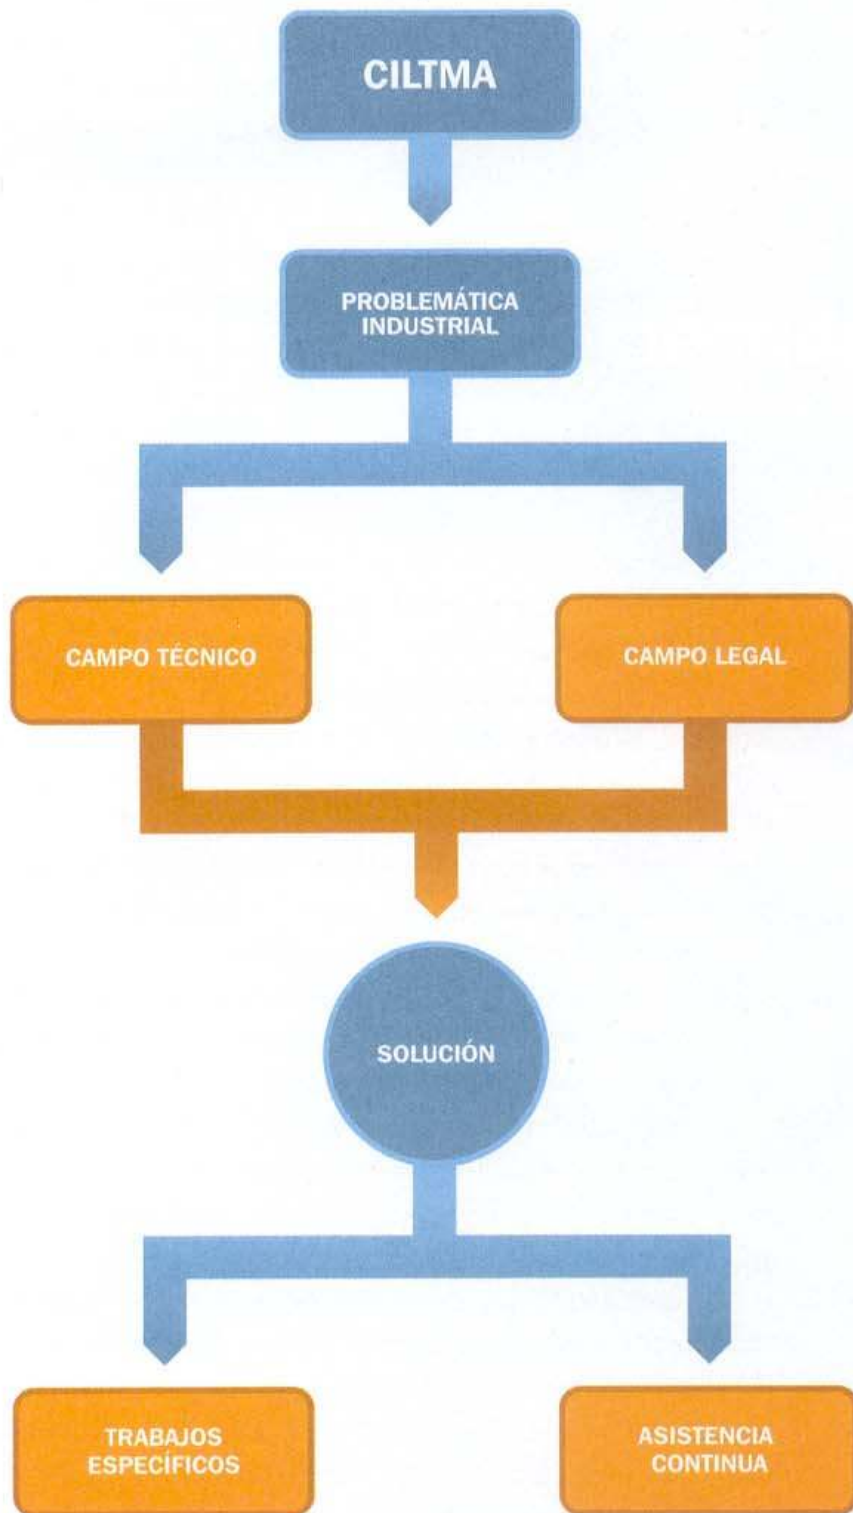 CILTMA
PROBLEMÁTICA
INDUSTRIAL
CAMPO TÉCNICO
CAMPO LEGAL
SOLUCIÓN
TRABAJOS
ESPECÍFICOS
ASISTENCIA
CONTINUA